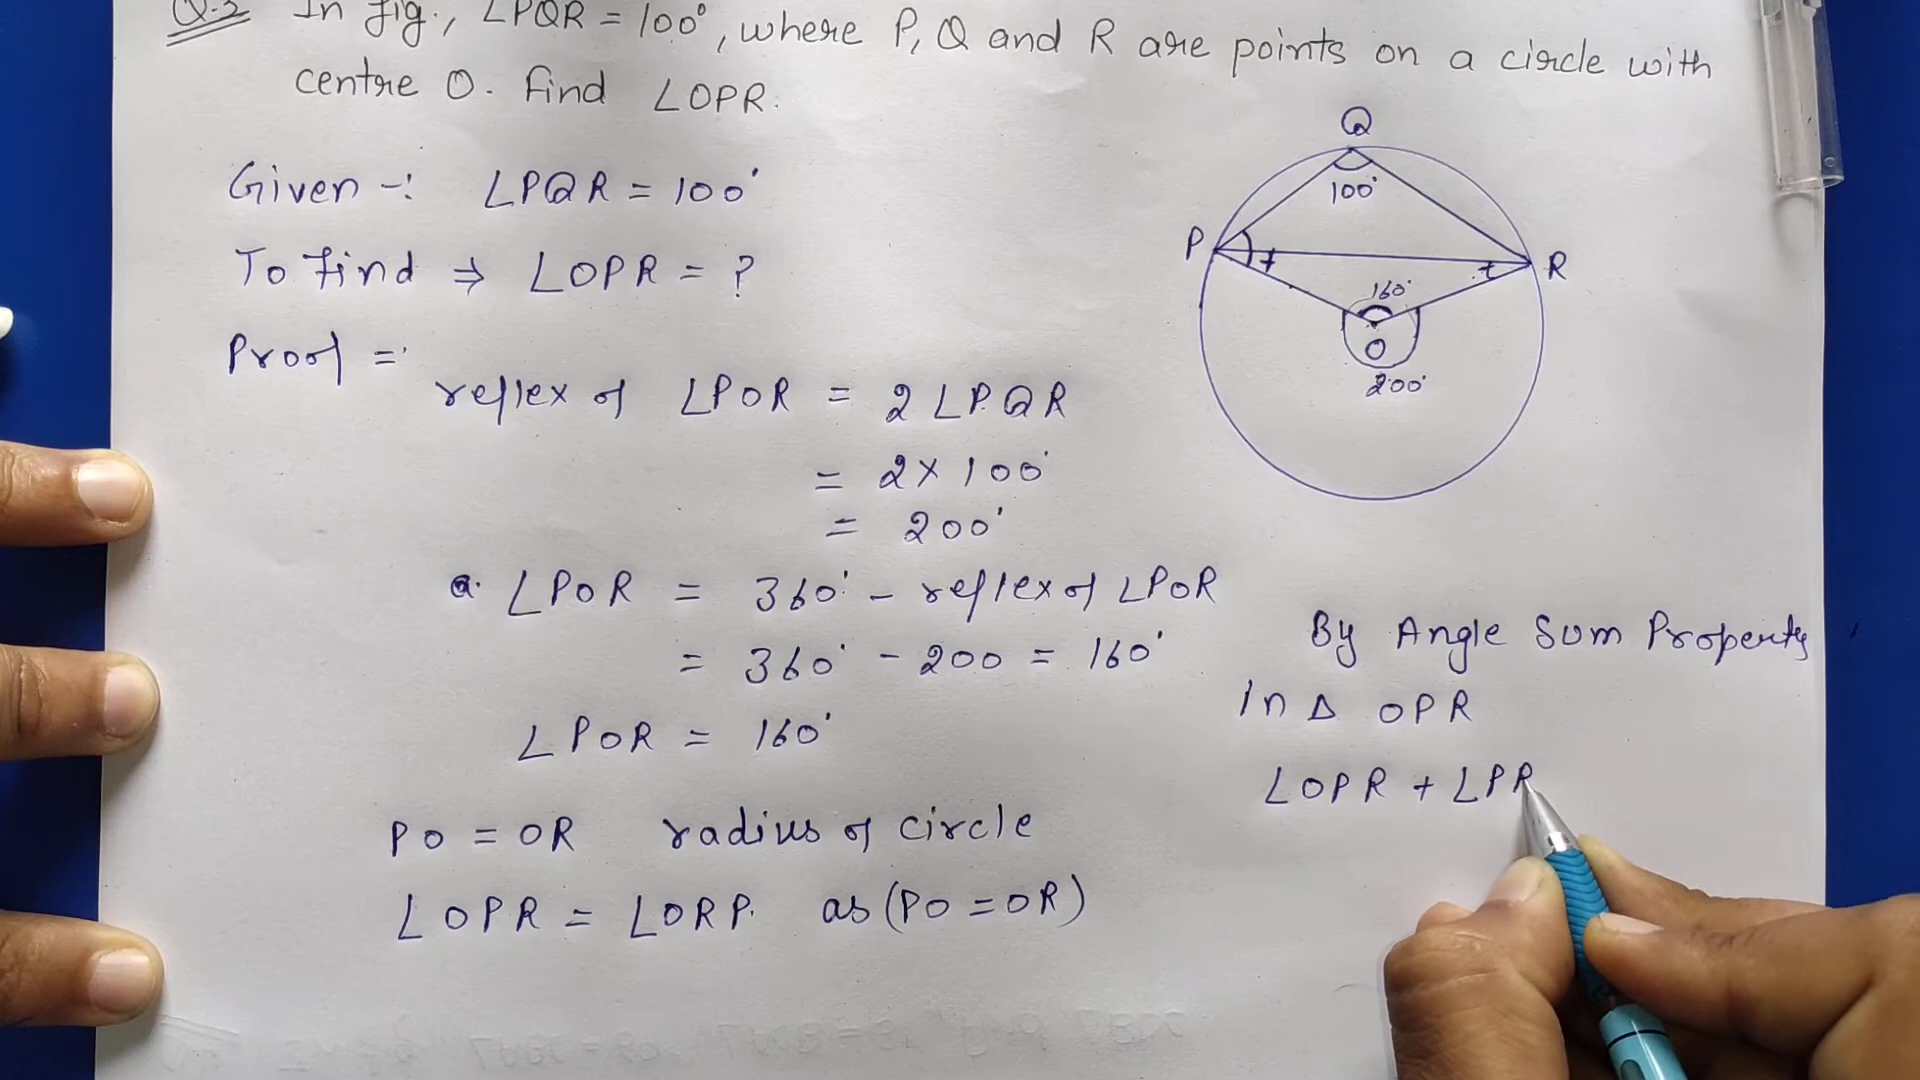 Q.3 In fig., ∠PQR = 100°, where P, Q and R are points on a circle with
centre O. Find ∠OPR.
Given -: ∠PQR = 100°
To find ⇒ ∠OPR = ?
Proof =
reflex of ∠POR = 2 ∠PQR
= 2 × 100°
= 200°
∠POR = 360° - reflex of ∠POR
= 360° - 200 = 160°
∠POR = 160°
PO = OR radius of circle
∠OPR = ∠ORP. as (PO = OR)
Q
100°
P
R
160°
O
200°
By Angle Sum Property
In Δ OPR
∠OPR + ∠PR